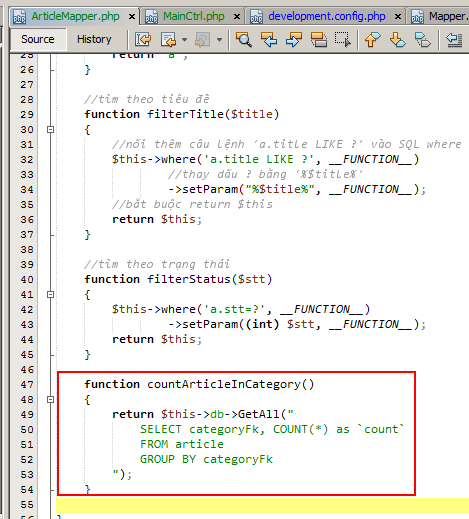 ArticleMapper.php MainCtrl.php development.config.php Mapper.
Source History
25 return 'a';
26 }
27
28 //tìm theo tiêu đề
29 function filterTitle($title)
30 {
31 //nối thêm câu lệnh 'a.title LIKE ?' vào SQL where
32 $this->where('a.title LIKE ?', __FUNCTION__)
33 //thay dấu ? bằng '%$title%'
34 ->setParam("%$title%", __FUNCTION__);
35 //bắt buộc return $this
36 return $this;
37 }
38
39 //tìm theo trạng thái
40 function filterStatus($stt)
41 {
42 $this->where('a.stt=?', __FUNCTION__)
43 ->setParam((int) $stt, __FUNCTION__);
44 return $this;
45 }
46
47 function countArticleInCategory()
48 {
49 return $this->db->GetAll("
50 SELECT categoryFk, COUNT(*) as `count`
51 FROM article
52 GROUP BY categoryFk
53 ");
54 }
55